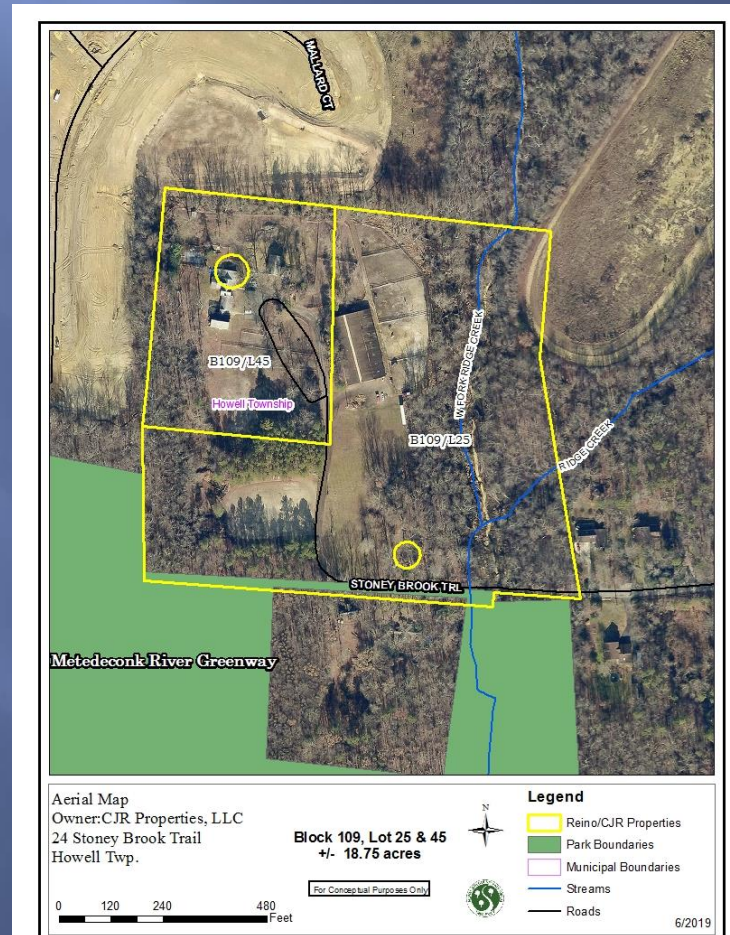 MALLARD CT
W FORK RIDGE CREEK
B109/L45
Howell Township
B109/L25
RIDGE CREEK
STONEY BROOK TRL
Metedeconk River Greenway
Aerial Map
Owner:CJR Properties, LLC
24 Stoney Brook Trail
Howell Twp.
0 120 240 480
Feet
Block 109, Lot 25 & 45
+/- 18.75 acres
For Conceptual Purposes Only
N
Legend
Reino/CJR Properties
Park Boundaries
Municipal Boundaries
Streams
Roads
6/2019